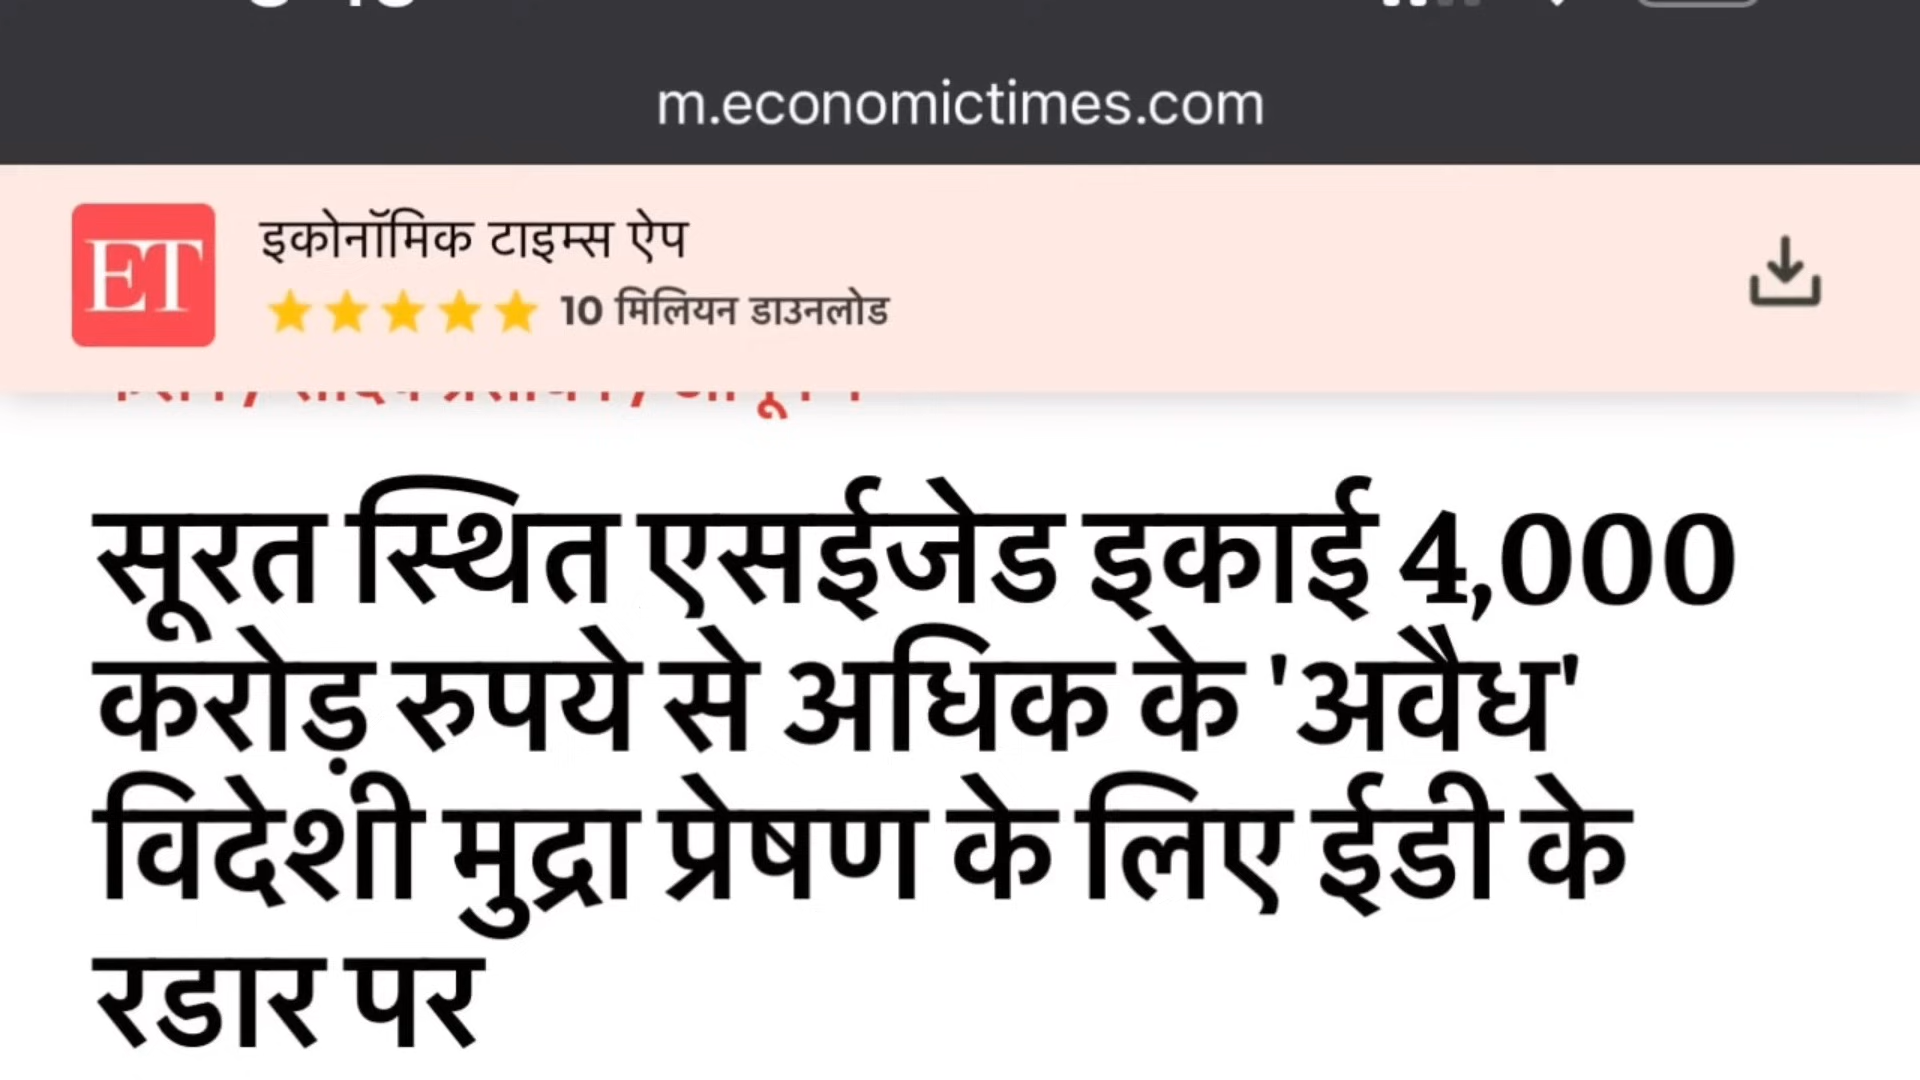 m.economictimes.com
ET
इकोनॉमिक टाइम्स ऐप
10 मिलियन डाउनलोड
सूरत स्थित एसईजेड इकाई 4,000
करोड़ रुपये से अधिक के 'अवैध'
विदेशी मुद्रा प्रेषण के लिए ईडी के
रडार पर